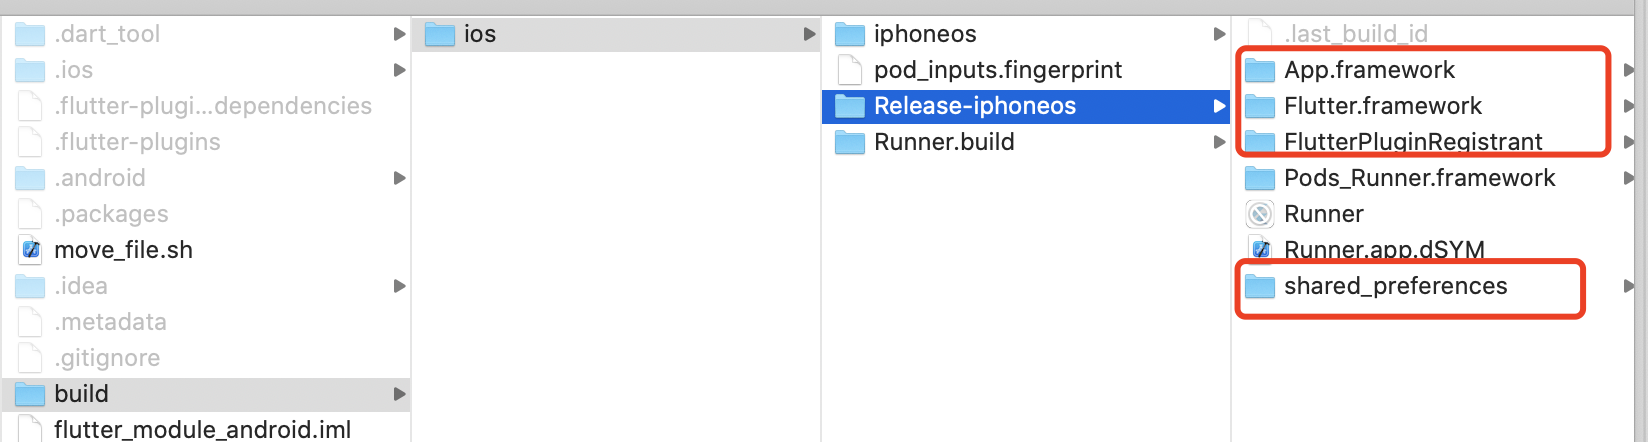 .dart_tool
.ios
.flutter-plugi...dependencies
.flutter-plugins
.android
.packages
move_file.sh
.idea
.metadata
.gitignore
build
flutter_module_android.iml
ios
iphoneos
pod_inputs.fingerprint
Release-iphoneos
Runner.build
.last_build_id
App.framework
Flutter.framework
FlutterPluginRegistrant
Pods_Runner.framework
Runner
Runner.app.dSYM
shared_preferences